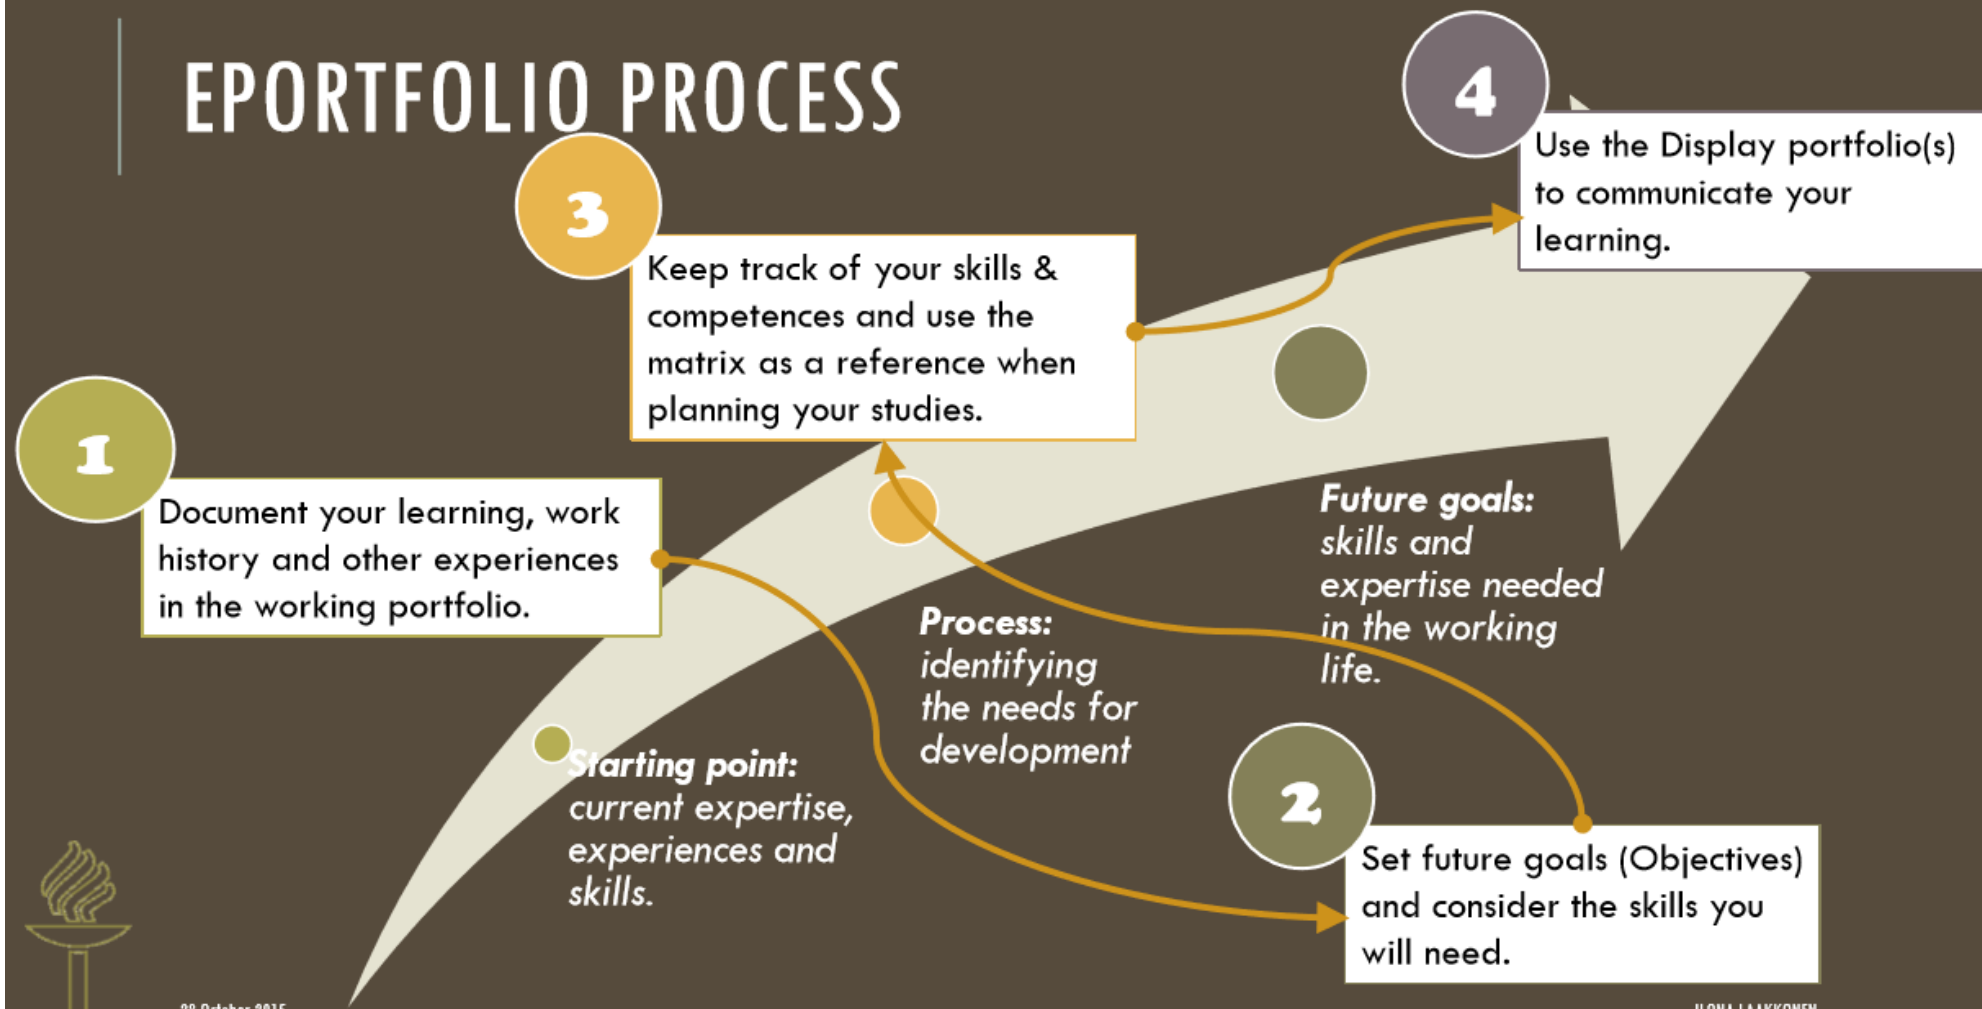 EPORTFOLIO PROCESS
4
Use the Display portfolio(s)
to communicate your
learning.
3
Keep track of your skills &
competences and use the
matrix as a reference when
planning your studies.
1
Document your learning, work
history and other experiences
in the working portfolio.
Future goals:
skills and
expertise needed
in the working
life.
Process:
identifying
the needs for
development
Starting point:
current expertise,
experiences and
skills.
2
Set future goals (Objectives)
and consider the skills you
will need.
October 2015
ILONA LAAKKONEN